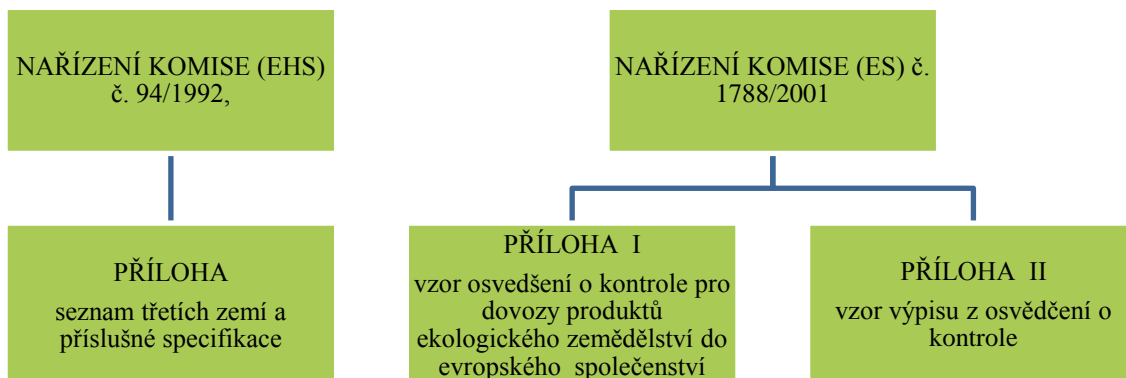 NAŘÍZENÍ KOMISE (EHS)
č. 94/1992,
NAŘÍZENÍ KOMISE (ES) č.
1788/2001
PŘÍLOHA
seznam třetích zemí a
příslušné specifikace
PŘÍLOHA I
vzor osvedšení o kontrole pro
dovozy produktů
ekologického zemědělství do
evropského společenství
PŘÍLOHA II
vzor výpisu z osvědčení o
kontrole